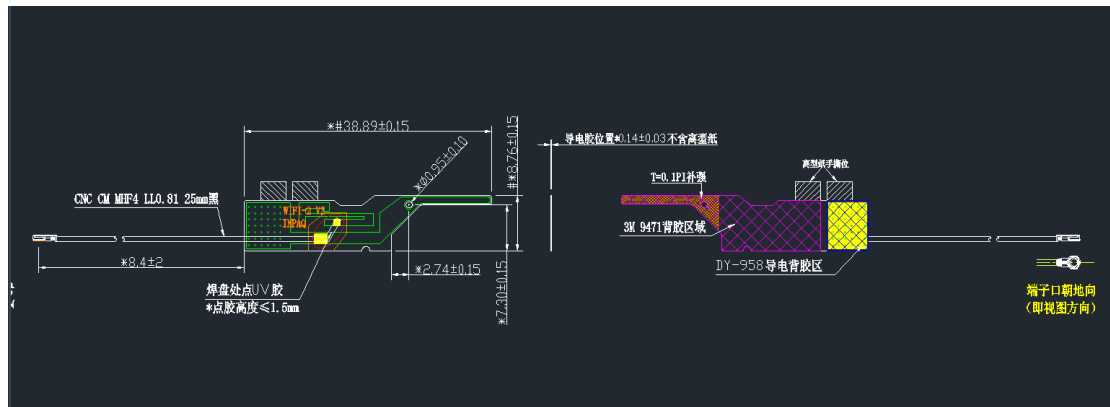 *#38.89±0.15
*Ø0.95±0.10
#*8.76±0.15
CNC CM MHF4 LL0.81 25mm黑
WIFI-2 V3
INPAQ
*8.4±2
*2.74±0.15
*7.30±0.15
焊盘处点UV胶
*点胶高度≤1.5mm
导电胶位置*0.14±0.03不含离型纸
离型纸手撕位
T=0.1PI补强
3M 9471背胶区域
DY-958导电背胶区
端子口朝地向
(即视图方向)